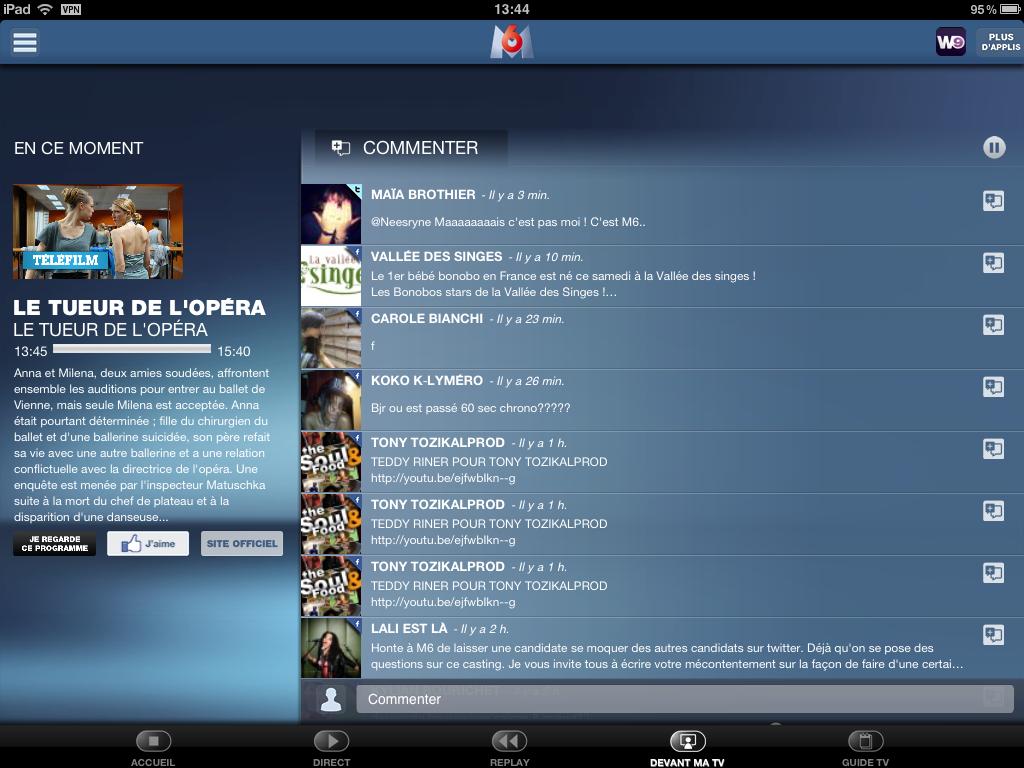 iPad VPN 13:44 95 %
M6 W9 PLUS D'APPLIS
EN CE MOMENT
TÉLÉFILM
LE TUEUR DE L'OPÉRA
LE TUEUR DE L'OPÉRA
13:45 15:40
Anna et Milena, deux amies soudées, affrontent
ensemble les auditions pour entrer au ballet de
Vienne, mais seule Milena est acceptée. Anna
était pourtant déterminée ; fille du chirurgien du
ballet et d'une ballerine suicidée, son père refait
sa vie avec une autre ballerine et a une relation
conflictuelle avec la directrice de l'opéra. Une
enquête est menée par l'inspecteur Matuschka
suite à la mort du chef de plateau et à la
disparition d'une danseuse...
JE REGARDE
CE PROGRAMME
J'aime
SITE OFFICIEL
COMMENTER
MAÏA BROTHIER - Il y a 3 min.
@Neesryne Maaaaaaaais c'est pas moi ! C'est M6..
La vallée
singe
VALLÉE DES SINGES - Il y a 10 min.
Le 1er bébé bonobo en France est né ce samedi à la Vallée des singes !
Les Bonobos stars de la Vallée des Singes !…
CAROLE BIANCHI - Il y a 23 min.
f
KOKO K-LYMÉRO - Il y a 26 min.
Bjr ou est passé 60 sec chrono?????
the Soul& Food
TONY TOZIKALPROD - Il y a 1 h.
TEDDY RINER POUR TONY TOZIKALPROD
http://youtu.be/ejfwblkn--g
the Soul& Food
TONY TOZIKALPROD - Il y a 1 h.
TEDDY RINER POUR TONY TOZIKALPROD
http://youtu.be/ejfwblkn--g
the Soul& Food
TONY TOZIKALPROD - Il y a 1 h.
TEDDY RINER POUR TONY TOZIKALPROD
http://youtu.be/ejfwblkn--g
LALI EST LÀ - Il y a 2 h.
Honte à M6 de laisser une candidate se moquer des autres candidats sur twitter. Déjà qu'on se pose des
questions sur ce casting. Je vous invite tous à écrire votre mécontentement sur la façon de faire d'une certai…
Commenter
ACCUEIL DIRECT REPLAY DEVANT MA TV GUIDE TV